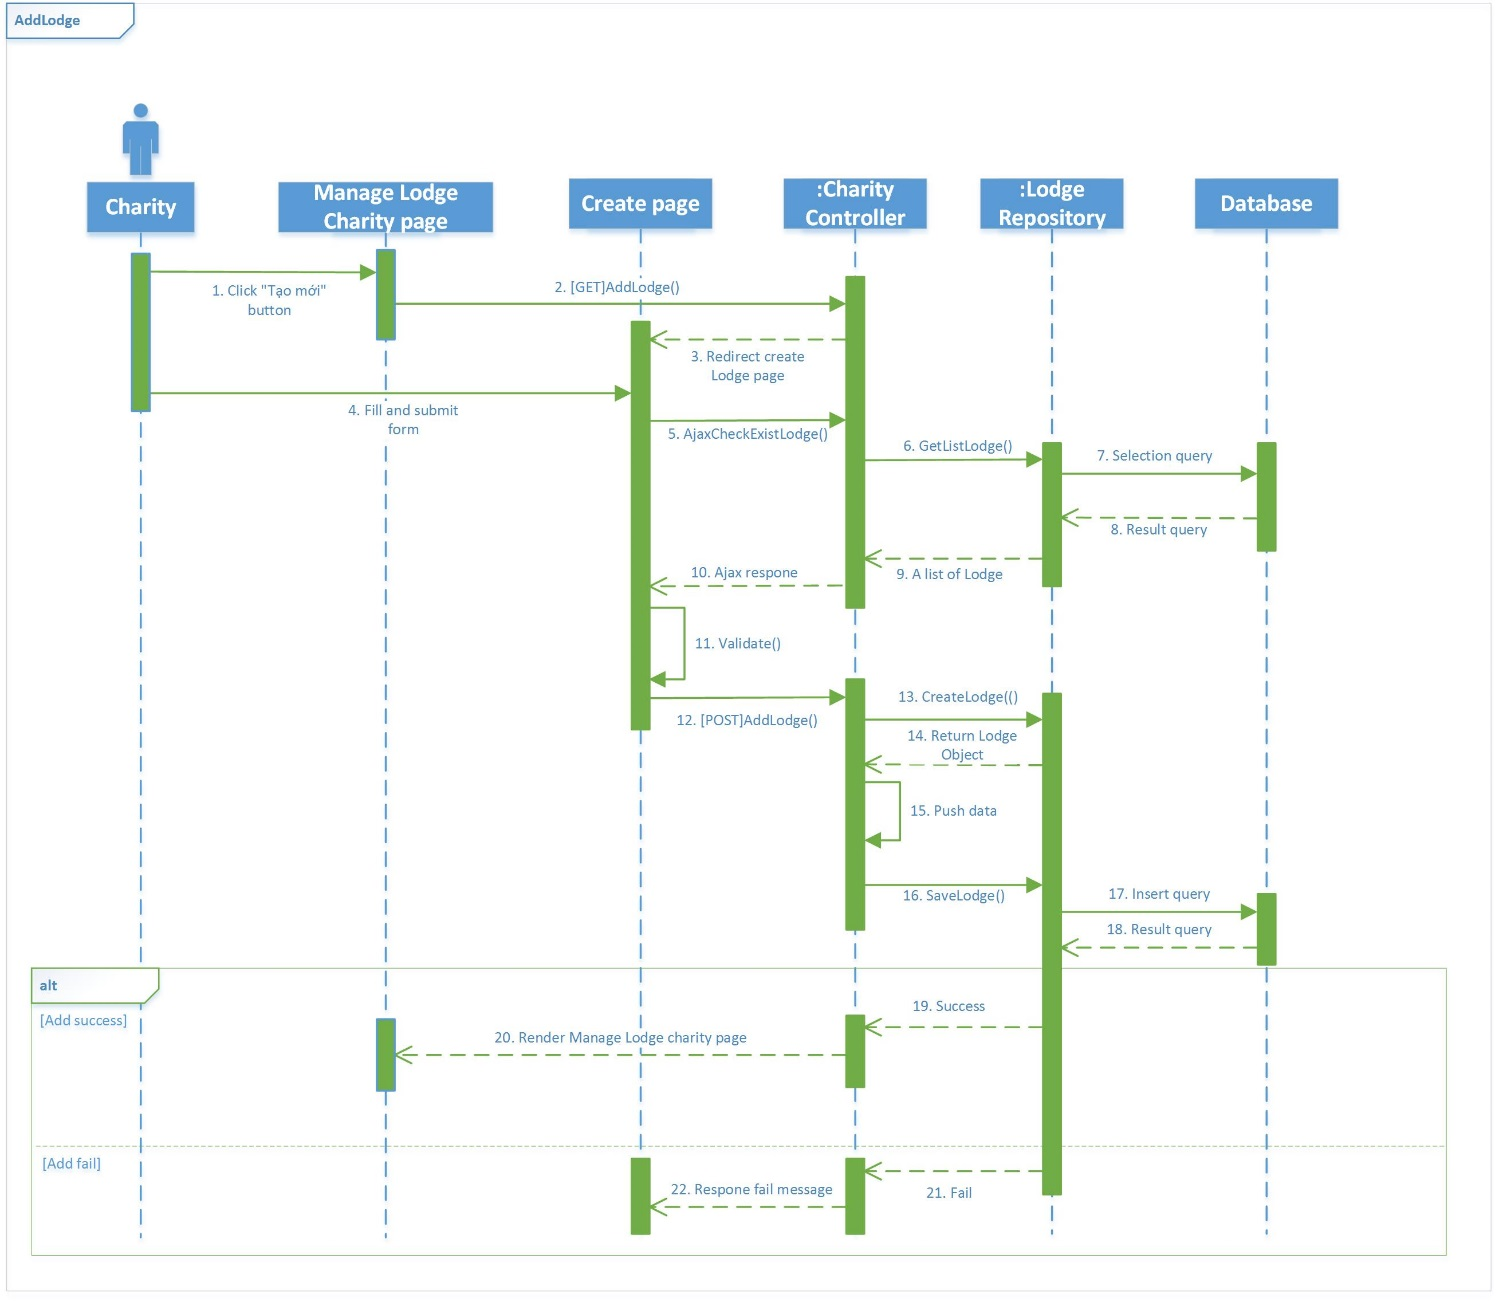 AddLodge
Charity
Manage Lodge
Charity page
Create page
:Charity
Controller
:Lodge
Repository
Database
1. Click "Tạo mới"
button
2. [GET]AddLodge()
3. Redirect create
Lodge page
4. Fill and submit
form
5. AjaxCheckExistLodge()
6. GetListLodge()
7. Selection query
8. Result query
9. A list of Lodge
10. Ajax respone
11. Validate()
12. [POST]AddLodge()
13. CreateLodge(()
14. Return Lodge
Object
15. Push data
16. SaveLodge()
17. Insert query
18. Result query
alt
[Add success]
19. Success
20. Render Manage Lodge charity page
[Add fail]
21. Fail
22. Respone fail message